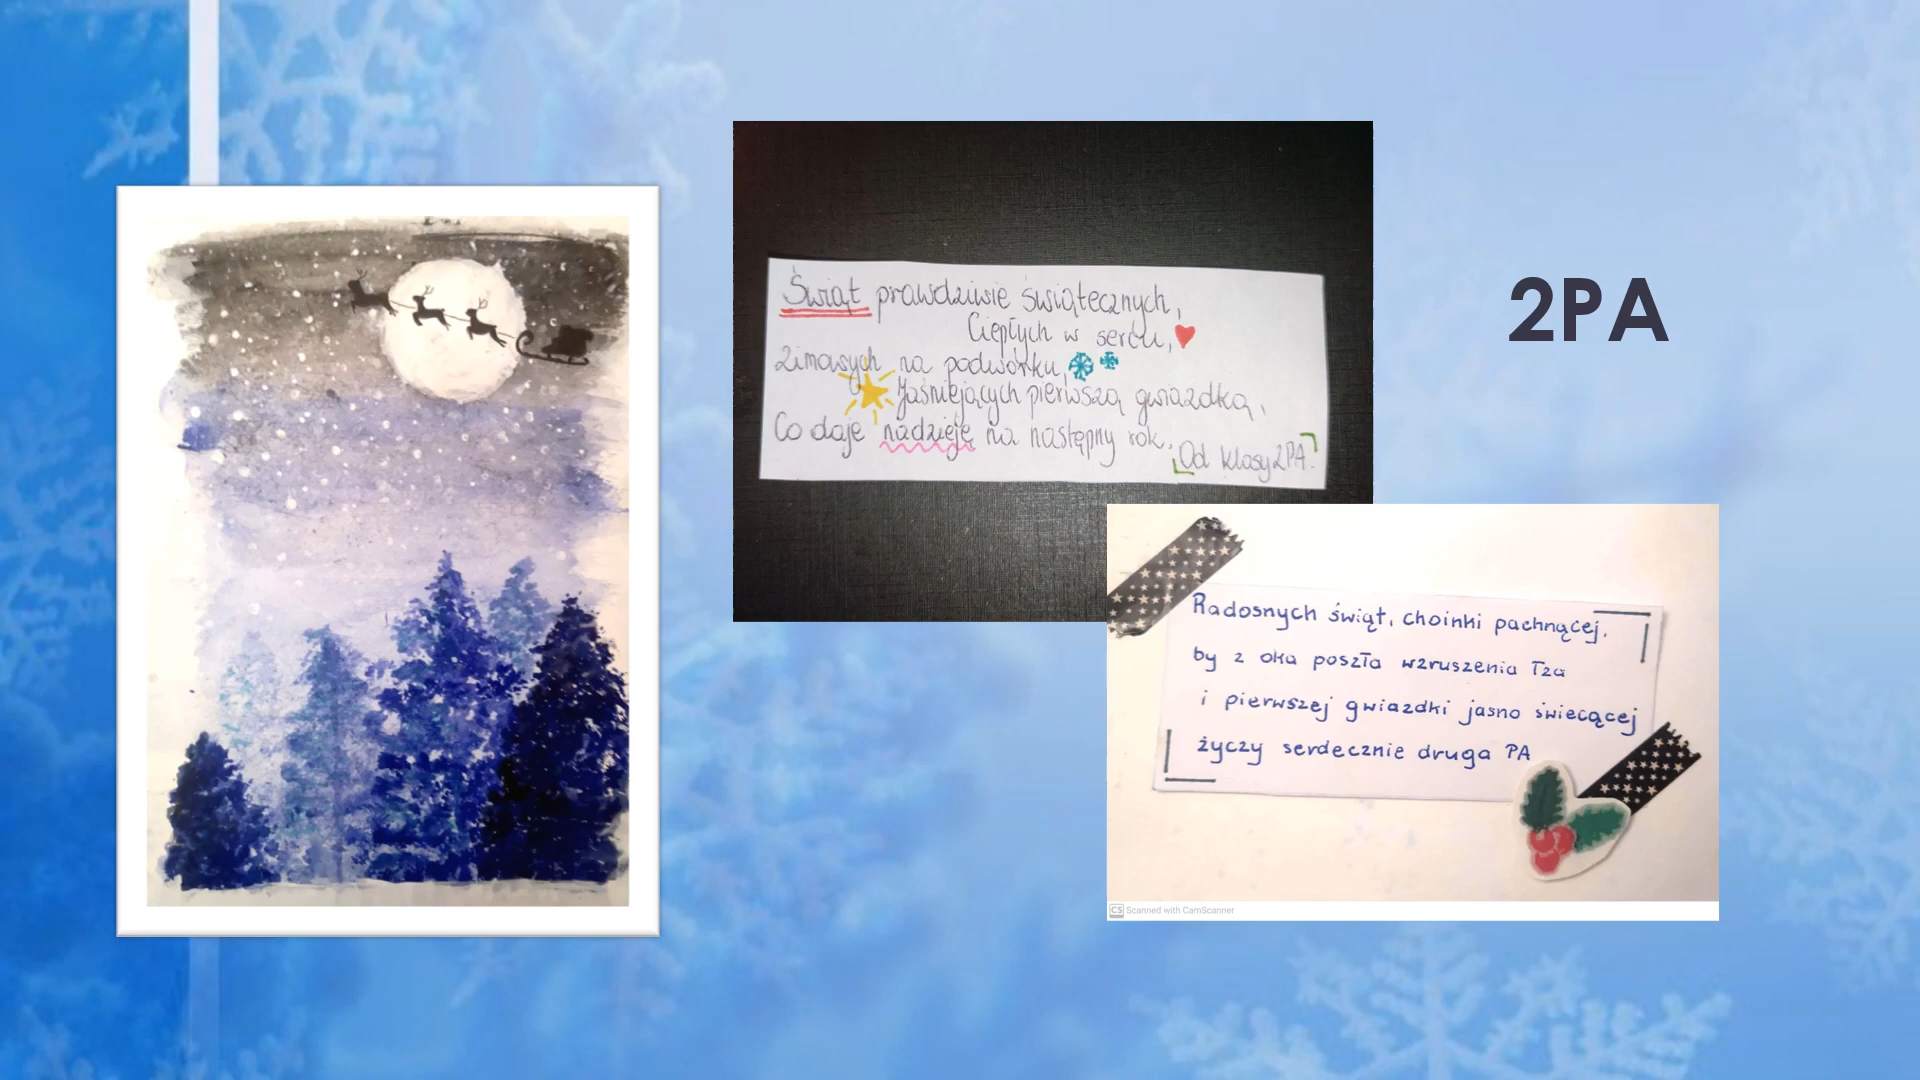 2PA
Świąt prawdziwie świątecznych,
Ciepłych w sercu,
Zimowych na podwórku,
Jaśniejących pierwszą gwiazdką,
Co daje nadzieję na następny rok.
Od klasy 2PA.
Radosnych świąt, choinki pachnącej,
by z oka poszła wzruszenia łza
i pierwszej gwiazdki jasno świecącej
życzy serdecznie druga PA
CS Scanned with CamScanner